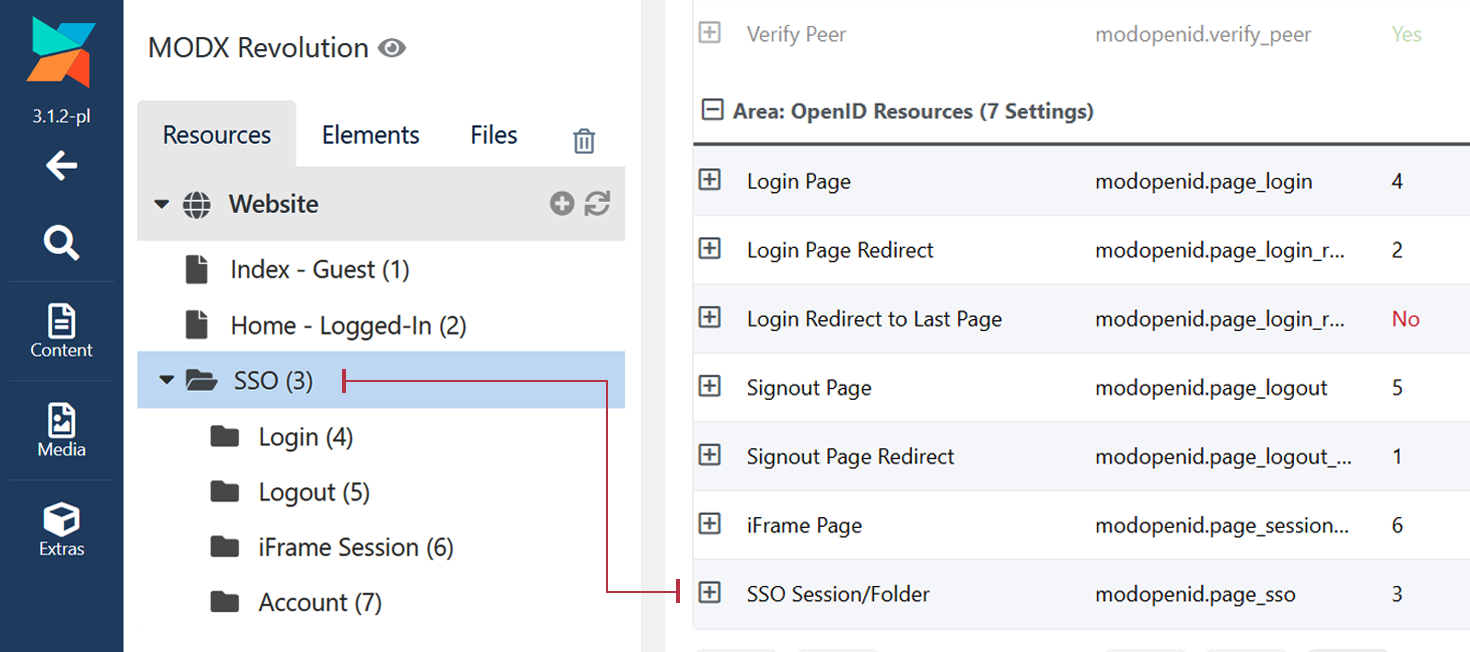 3.1.2-pl
Content
Media
Extras
MODX Revolution
Resources Elements Files
Website
Index - Guest (1)
Home - Logged-In (2)
SSO (3)
Login (4)
Logout (5)
iFrame Session (6)
Account (7)
Verify Peer modopenid.verify_peer Yes
Area: OpenID Resources (7 Settings)
Login Page modopenid.page_login 4
Login Page Redirect modopenid.page_login_r... 2
Login Redirect to Last Page modopenid.page_login_r... No
Signout Page modopenid.page_logout 5
Signout Page Redirect modopenid.page_logout_... 1
iFrame Page modopenid.page_session... 6
SSO Session/Folder modopenid.page_sso 3